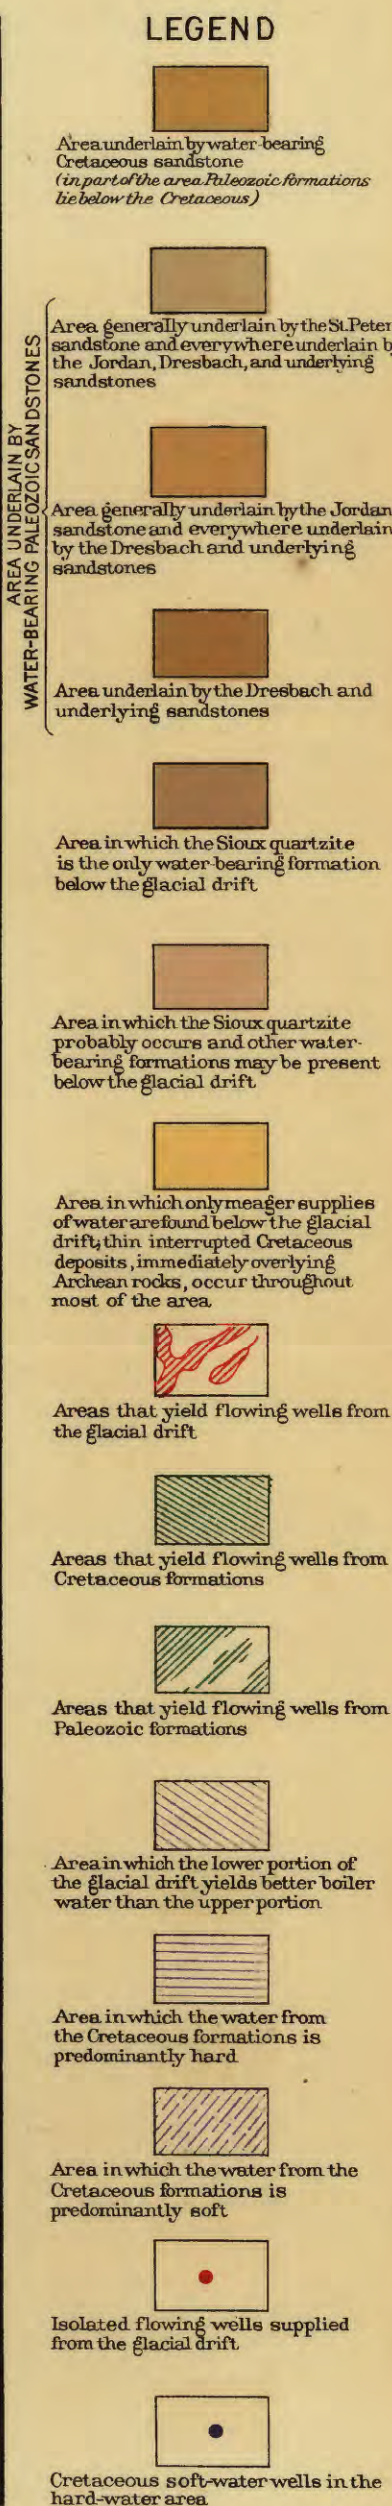 LEGEND
Area underlain by water-bearing
Cretaceous sandstone
(in part of the area Paleozoic formations
lie below the Cretaceous)
AREA UNDERLAIN BY
WATER-BEARING PALEOZOIC SANDSTONES
Area generally underlain by the St. Peter
sandstone and everywhere underlain b
the Jordan, Dresbach, and underlying
sandstones
Area generally underlain by the Jordan
sandstone and everywhere underlain
by the Dresbach and underlying
sandstones
Area underlain by the Dresbach and
underlying sandstones
Area in which the Sioux quartzite
is the only water-bearing formation
below the glacial drift
Area in which the Sioux quartzite
probably occurs and other water-
bearing formations may be present
below the glacial drift
Area in which only meager supplies
of water are found below the glacial
drift; thin interrupted Cretaceous
deposits, immediately overlying
Archean rocks, occur throughout
most of the area
Areas that yield flowing wells from
the glacial drift
Areas that yield flowing wells from
Cretaceous formations
Areas that yield flowing wells from
Paleozoic formations
Area in which the lower portion of
the glacial drift yields better boiler
water than the upper portion
Area in which the water from
the Cretaceous formations is
predominantly hard
Area in which the water from the
Cretaceous formations is
predominantly soft
Isolated flowing wells supplied
from the glacial drift
Cretaceous soft-water wells in the
hard-water area